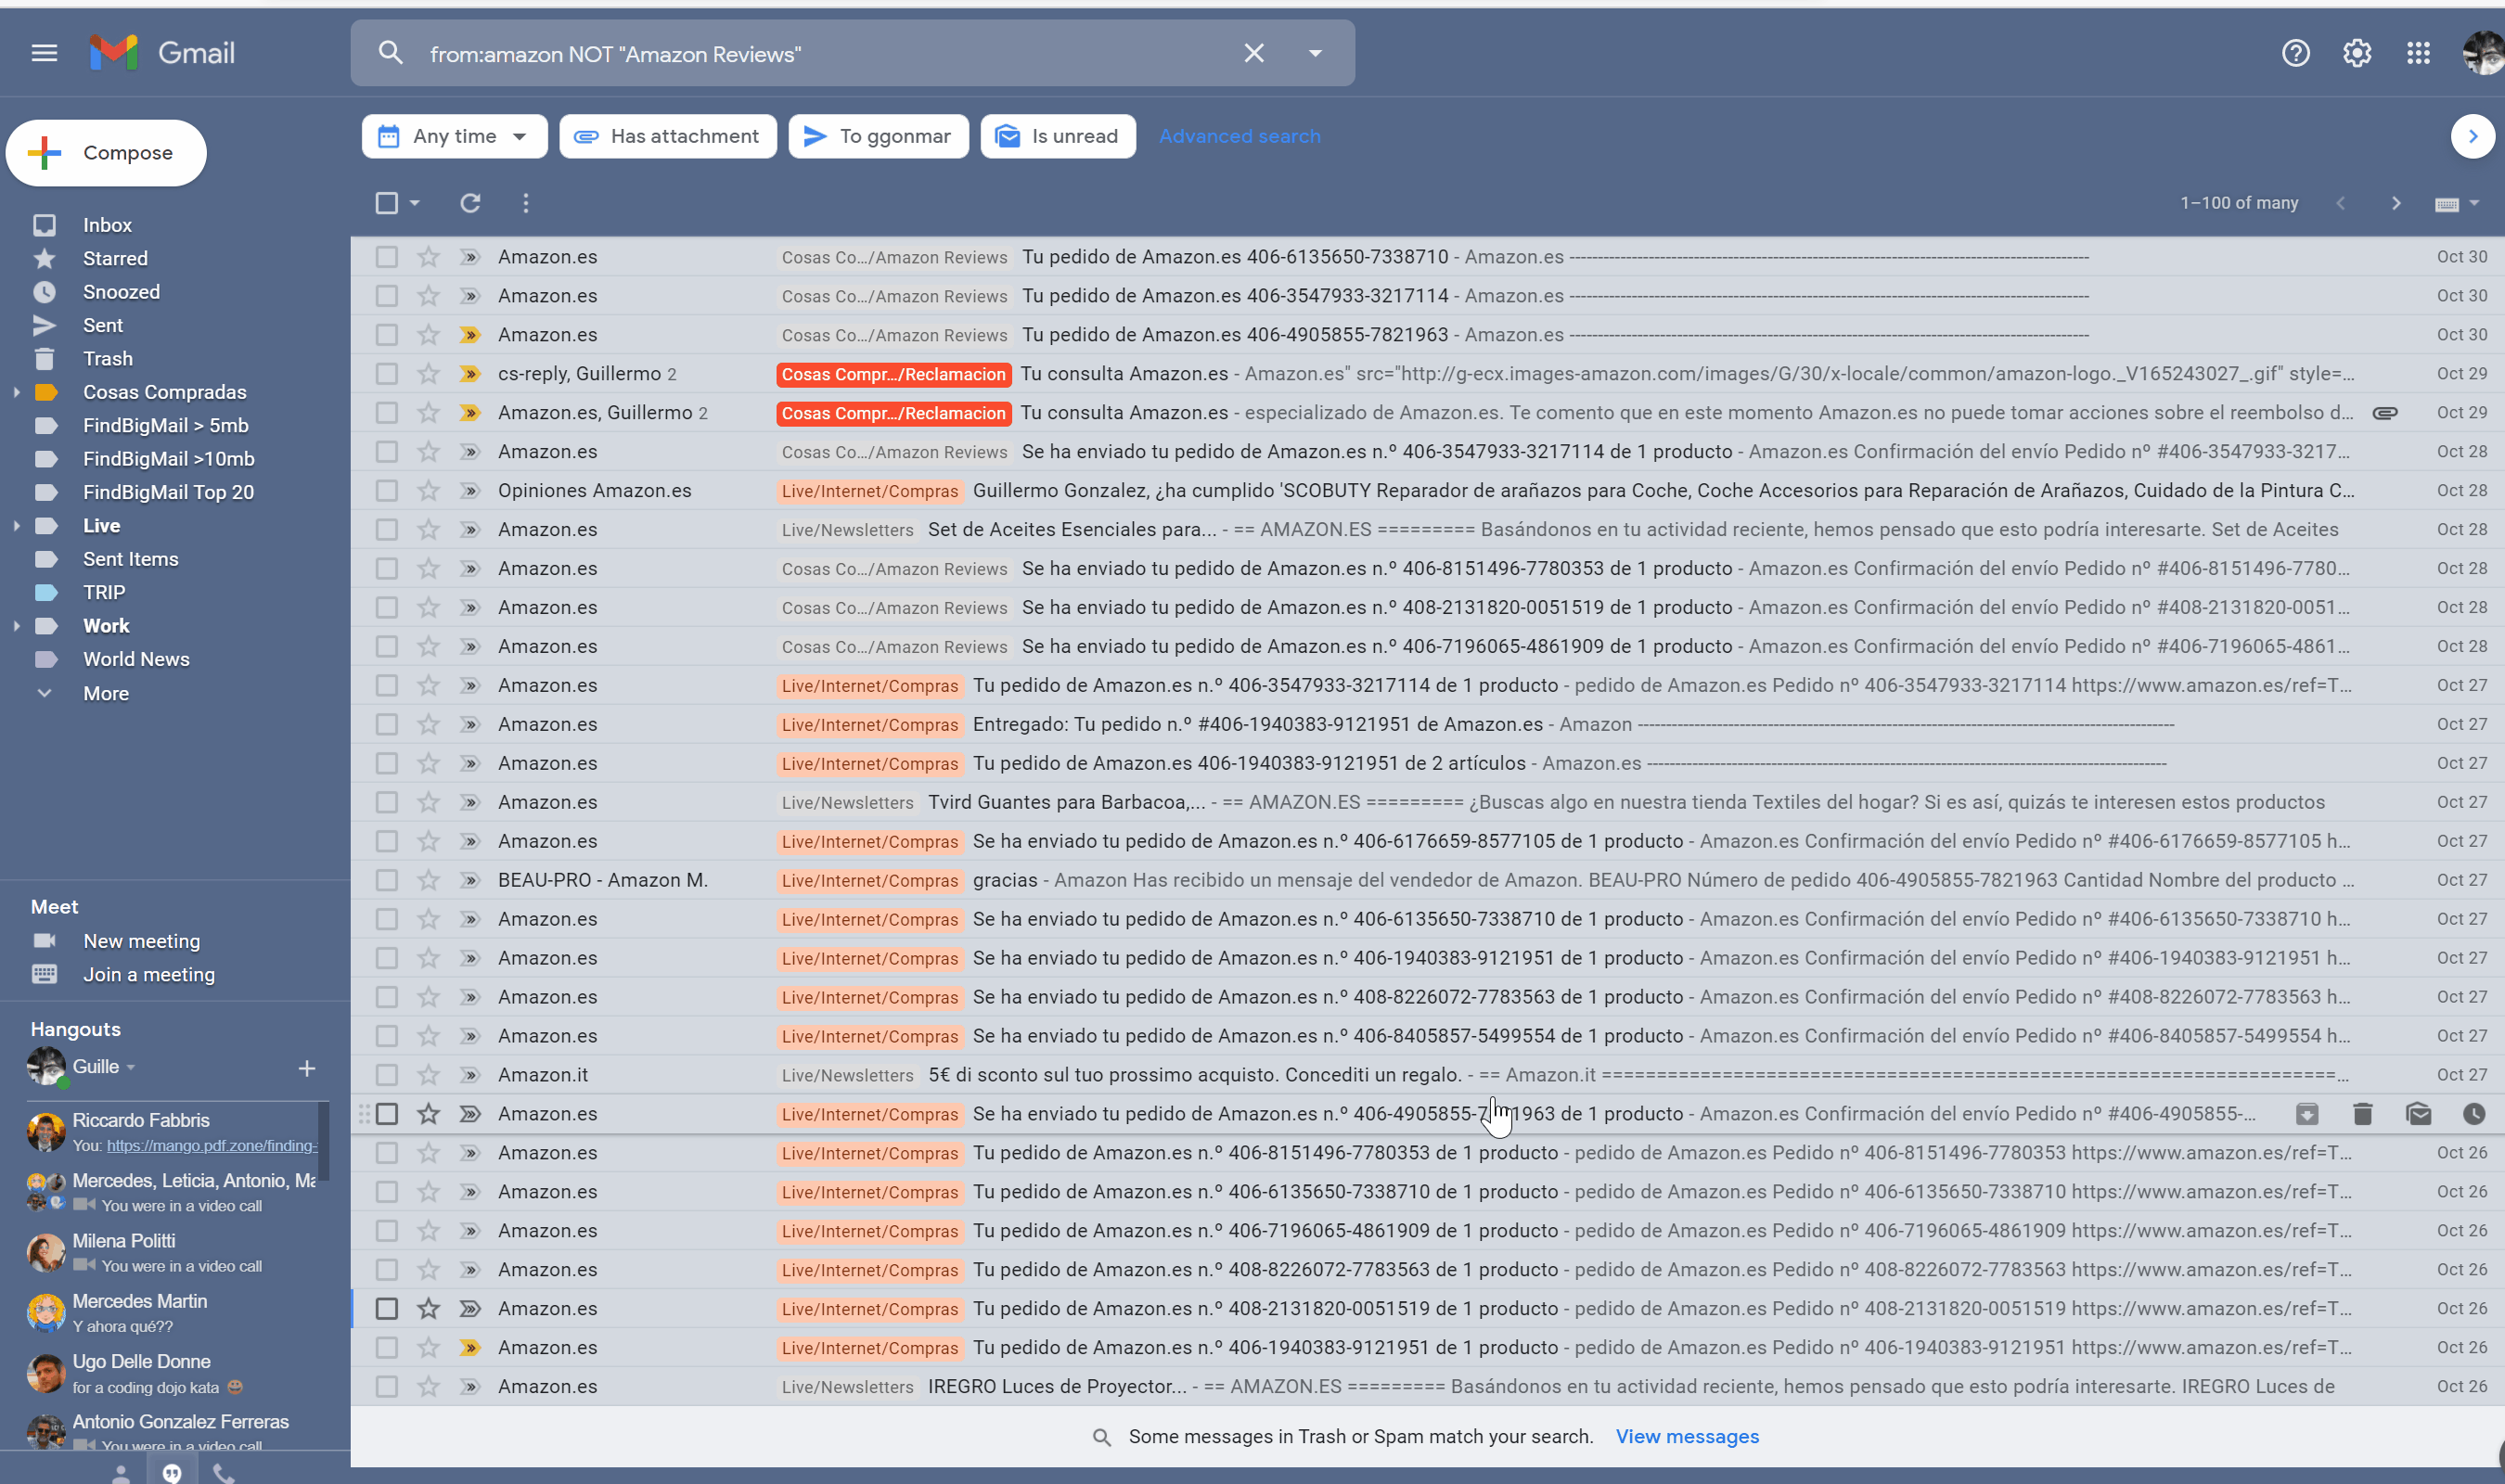 Gmail
from:amazon NOT "Amazon Reviews"
Compose
Any time
Has attachment
To ggonmar
Is unread
Advanced search
1–100 of many
Inbox
Starred
Snoozed
Sent
Trash
Cosas Compradas
FindBigMail > 5mb
FindBigMail >10mb
FindBigMail Top 20
Live
Sent Items
TRIP
Work
World News
More
Meet
New meeting
Join a meeting
Hangouts
Guille
Riccardo Fabbris
You: https://mango.pdf.zone/finding-
Mercedes, Leticia, Antonio, Ma
You were in a video call
Milena Politti
You were in a video call
Mercedes Martin
Y ahora qué??
Ugo Delle Donne
for a coding dojo kata
Antonio Gonzalez Ferreras
You were in a video call
Amazon.es Cosas Co.../Amazon Reviews Tu pedido de Amazon.es 406-6135650-7338710 - Amazon.es ---------- Oct 30
Amazon.es Cosas Co.../Amazon Reviews Tu pedido de Amazon.es 406-3547933-3217114 - Amazon.es ---------- Oct 30
Amazon.es Cosas Co.../Amazon Reviews Tu pedido de Amazon.es 406-4905855-7821963 - Amazon.es ---------- Oct 30
cs-reply, Guillermo 2 Cosas Compr.../Reclamacion Tu consulta Amazon.es - Amazon.es" src="http://g-ecx.images-amazon.com/images/G/30/x-locale/common/amazon-logo._V165243027_.gif" style=... Oct 29
Amazon.es, Guillermo 2 Cosas Compr.../Reclamacion Tu consulta Amazon.es - especializado de Amazon.es. Te comento que en este momento Amazon.es no puede tomar acciones sobre el reembolso d... Oct 29
Amazon.es Cosas Co.../Amazon Reviews Se ha enviado tu pedido de Amazon.es n.º 406-3547933-3217114 de 1 producto - Amazon.es Confirmación del envío Pedido nº #406-3547933-3217... Oct 28
Opiniones Amazon.es Live/Internet/Compras Guillermo Gonzalez, ¿ha cumplido 'SCOBUTY Reparador de arañazos para Coche, Coche Accesorios para Reparación de Arañazos, Cuidado de la Pintura C... Oct 28
Amazon.es Live/Newsletters Set de Aceites Esenciales para... - == AMAZON.ES ========= Basándonos en tu actividad reciente, hemos pensado que esto podría interesarte. Set de Aceites Oct 28
Amazon.es Cosas Co.../Amazon Reviews Se ha enviado tu pedido de Amazon.es n.º 406-8151496-7780353 de 1 producto - Amazon.es Confirmación del envío Pedido nº #406-8151496-7780... Oct 28
Amazon.es Cosas Co.../Amazon Reviews Se ha enviado tu pedido de Amazon.es n.º 408-2131820-0051519 de 1 producto - Amazon.es Confirmación del envío Pedido nº #408-2131820-0051... Oct 28
Amazon.es Cosas Co.../Amazon Reviews Se ha enviado tu pedido de Amazon.es n.º 406-7196065-4861909 de 1 producto - Amazon.es Confirmación del envío Pedido nº #406-7196065-4861... Oct 28
Amazon.es Live/Internet/Compras Tu pedido de Amazon.es n.º 406-3547933-3217114 de 1 producto - pedido de Amazon.es Pedido nº 406-3547933-3217114 https://www.amazon.es/ref=T... Oct 27
Amazon.es Live/Internet/Compras Entregado: Tu pedido n.º #406-1940383-9121951 de Amazon.es - Amazon ---------- Oct 27
Amazon.es Live/Internet/Compras Tu pedido de Amazon.es 406-1940383-9121951 de 2 artículos - Amazon.es ---------- Oct 27
Amazon.es Live/Newsletters Tvird Guantes para Barbacoa,... - == AMAZON.ES ========= ¿Buscas algo en nuestra tienda Textiles del hogar? Si es así, quizás te interesen estos productos Oct 27
Amazon.es Live/Internet/Compras Se ha enviado tu pedido de Amazon.es n.º 406-6176659-8577105 de 1 producto - Amazon.es Confirmación del envío Pedido nº #406-6176659-8577105 h... Oct 27
BEAU-PRO - Amazon M. Live/Internet/Compras gracias - Amazon Has recibido un mensaje del vendedor de Amazon. BEAU-PRO Número de pedido 406-4905855-7821963 Cantidad Nombre del producto ... Oct 27
Amazon.es Live/Internet/Compras Se ha enviado tu pedido de Amazon.es n.º 406-6135650-7338710 de 1 producto - Amazon.es Confirmación del envío Pedido nº #406-6135650-7338710 h... Oct 27
Amazon.es Live/Internet/Compras Se ha enviado tu pedido de Amazon.es n.º 406-1940383-9121951 de 1 producto - Amazon.es Confirmación del envío Pedido nº #406-1940383-9121951 h... Oct 27
Amazon.es Live/Internet/Compras Se ha enviado tu pedido de Amazon.es n.º 408-8226072-7783563 de 1 producto - Amazon.es Confirmación del envío Pedido nº #408-8226072-7783563 h... Oct 27
Amazon.es Live/Internet/Compras Se ha enviado tu pedido de Amazon.es n.º 406-8405857-5499554 de 1 producto - Amazon.es Confirmación del envío Pedido nº #406-8405857-5499554 h... Oct 27
Amazon.it Live/Newsletters 5€ di sconto sul tuo prossimo acquisto. Concediti un regalo. - == Amazon.it ==========... Oct 27
Amazon.es Live/Internet/Compras Se ha enviado tu pedido de Amazon.es n.º de 1 producto - Amazon.es Confirmación del envío Pedido nº #406-4905855-...
Amazon.es Live/Internet/Compras Tu pedido de Amazon.es n.º 406-8151496-7780353 de 1 producto - pedido de Amazon.es Pedido nº 406-8151496-7780353 https://www.amazon.es/ref=T... Oct 26
Amazon.es Live/Internet/Compras Tu pedido de Amazon.es n.º 406-6135650-7338710 de 1 producto - pedido de Amazon.es Pedido nº 406-6135650-7338710 https://www.amazon.es/ref=T... Oct 26
Amazon.es Live/Internet/Compras Tu pedido de Amazon.es n.º 406-7196065-4861909 de 1 producto - pedido de Amazon.es Pedido nº 406-7196065-4861909 https://www.amazon.es/ref=T... Oct 26
Amazon.es Live/Internet/Compras Tu pedido de Amazon.es n.º 408-8226072-7783563 de 1 producto - pedido de Amazon.es Pedido nº 408-8226072-7783563 https://www.amazon.es/ref=T... Oct 26
Amazon.es Live/Internet/Compras Tu pedido de Amazon.es n.º 408-2131820-0051519 de 1 producto - pedido de Amazon.es Pedido nº 408-2131820-0051519 https://www.amazon.es/ref=T... Oct 26
Amazon.es Live/Internet/Compras Tu pedido de Amazon.es n.º 406-1940383-9121951 de 1 producto - pedido de Amazon.es Pedido nº 406-1940383-9121951 https://www.amazon.es/ref=T... Oct 26
Amazon.es Live/Newsletters IREGRO Luces de Proyector... - == AMAZON.ES ========= Basándonos en tu actividad reciente, hemos pensado que esto podría interesarte. IREGRO Luces de Oct 26
Some messages in Trash or Spam match your search. View messages